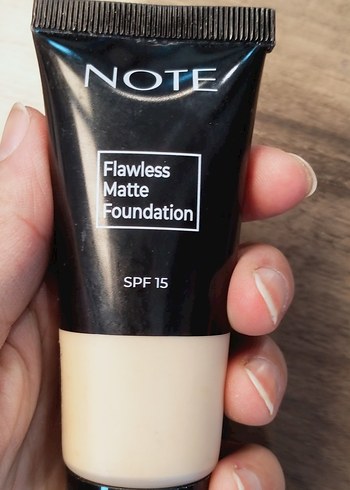 NOTE
Flawless
Matte
Foundation
SPF 15